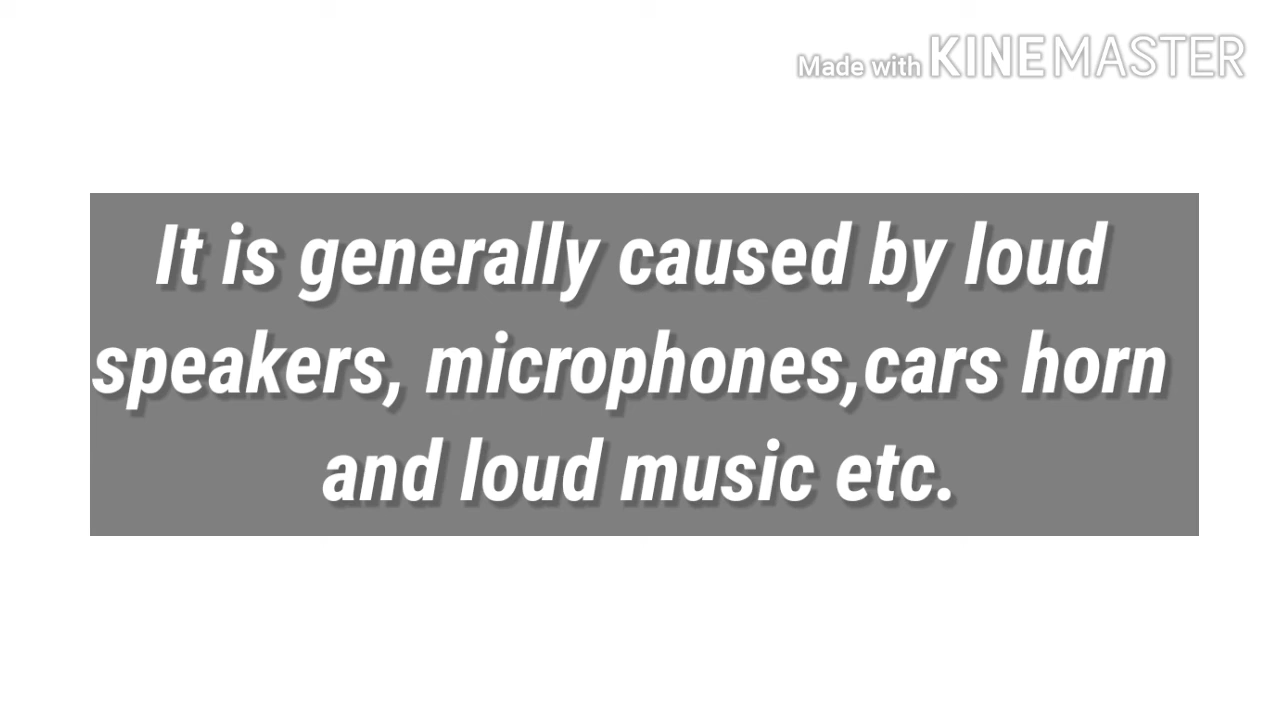 Made with KINEMASTER
It is generally caused by loud
speakers, microphones,cars horn
and loud music etc.